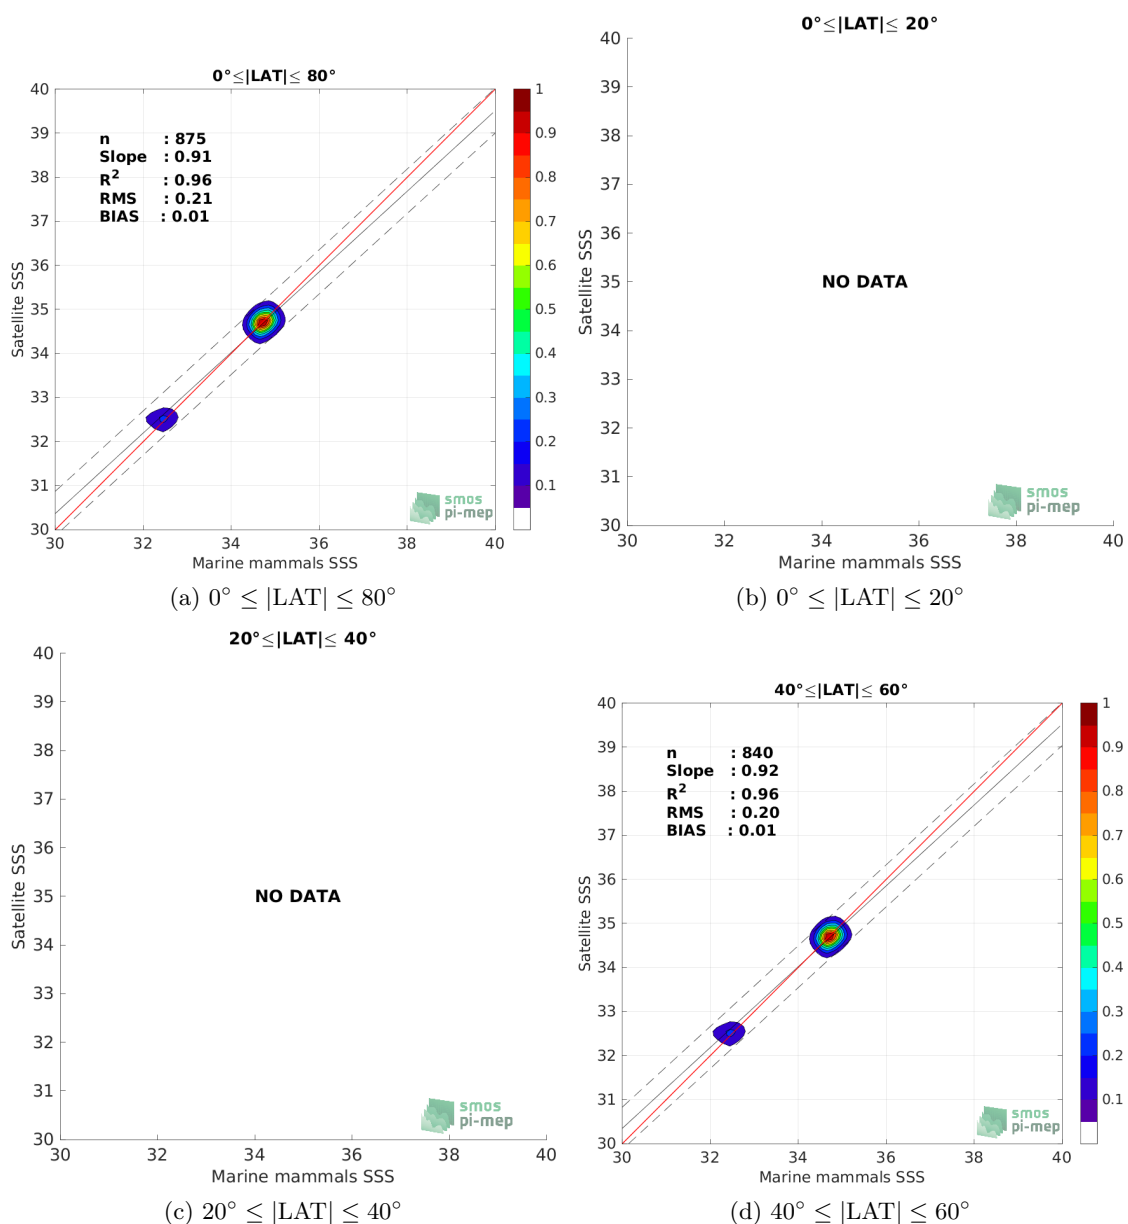 0°≤|LAT|≤ 80°
40
39
38
37
36
35
34
33
32
31
30
Satellite SSS
n : 875
Slope : 0.91
R² : 0.96
RMS : 0.21
BIAS : 0.01
1
0.9
0.8
0.7
0.6
0.5
0.4
0.3
0.2
0.1
smos
pi-mep
30 32 34 36 38 40
Marine mammals SSS
(a) 0° ≤ |LAT| ≤ 80°
0°≤|LAT|≤ 20°
40
39
38
37
36
35
34
33
32
31
30
Satellite SSS
NO DATA
smos
pi-mep
30 32 34 36 38 40
Marine mammals SSS
(b) 0° ≤ |LAT| ≤ 20°
20°≤|LAT|≤ 40°
40
39
38
37
36
35
34
33
32
31
30
Satellite SSS
NO DATA
smos
pi-mep
30 32 34 36 38 40
Marine mammals SSS
(c) 20° ≤ |LAT| ≤ 40°
40°≤|LAT|≤ 60°
40
39
38
37
36
35
34
33
32
31
30
Satellite SSS
n : 840
Slope : 0.92
R² : 0.96
RMS : 0.20
BIAS : 0.01
1
0.9
0.8
0.7
0.6
0.5
0.4
0.3
0.2
0.1
smos
pi-mep
30 32 34 36 38 40
Marine mammals SSS
(d) 40° ≤ |LAT| ≤ 60°